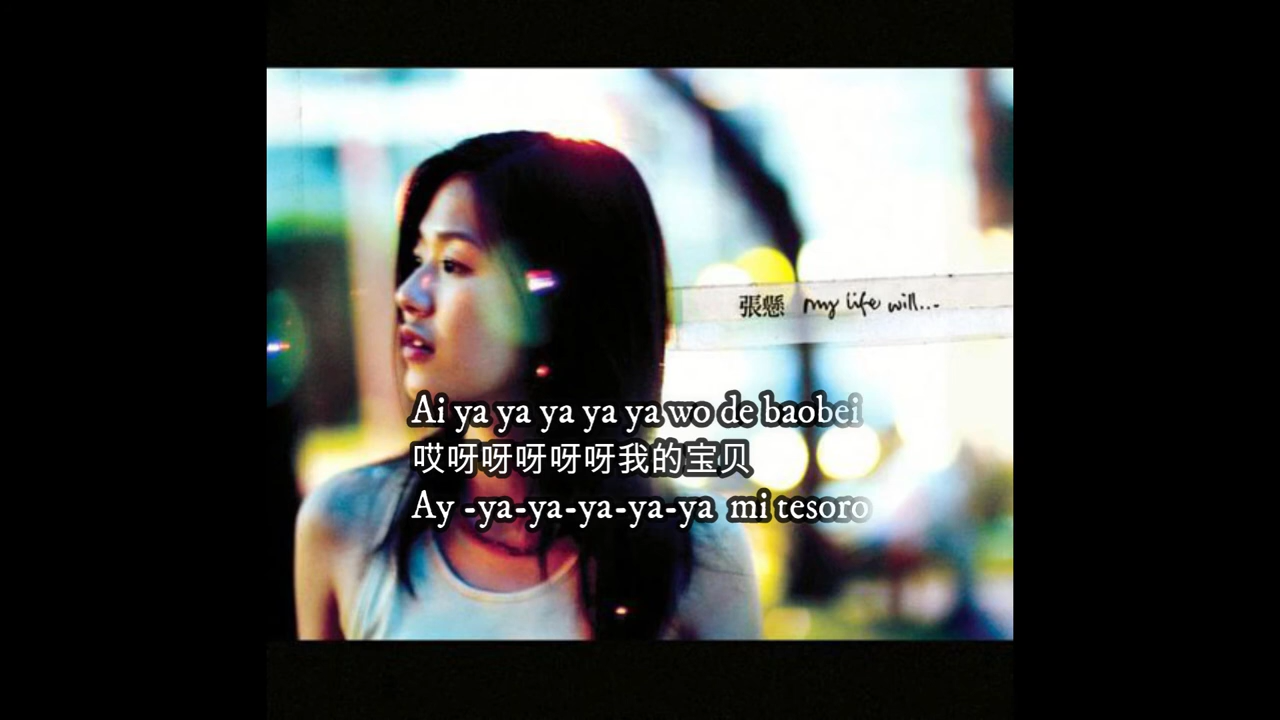 張懸 my life will...
Ai ya ya ya ya ya wo de baobei
哎呀呀呀呀呀我的宝贝
Ay -ya-ya-ya-ya-ya mi tesoro